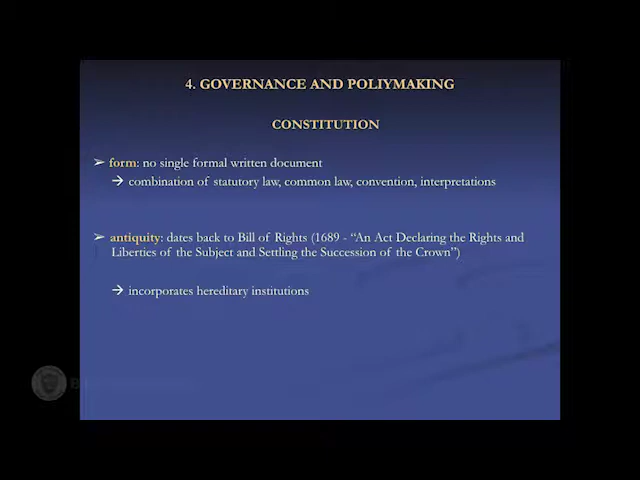 4. GOVERNANCE AND POLIYMAKING
CONSTITUTION
➢ form: no single formal written document
→ combination of statutory law, common law, convention, interpretations
➢ antiquity: dates back to Bill of Rights (1689 - “An Act Declaring the Rights and
Liberties of the Subject and Settling the Succession of the Crown”)
→ incorporates hereditary institutions